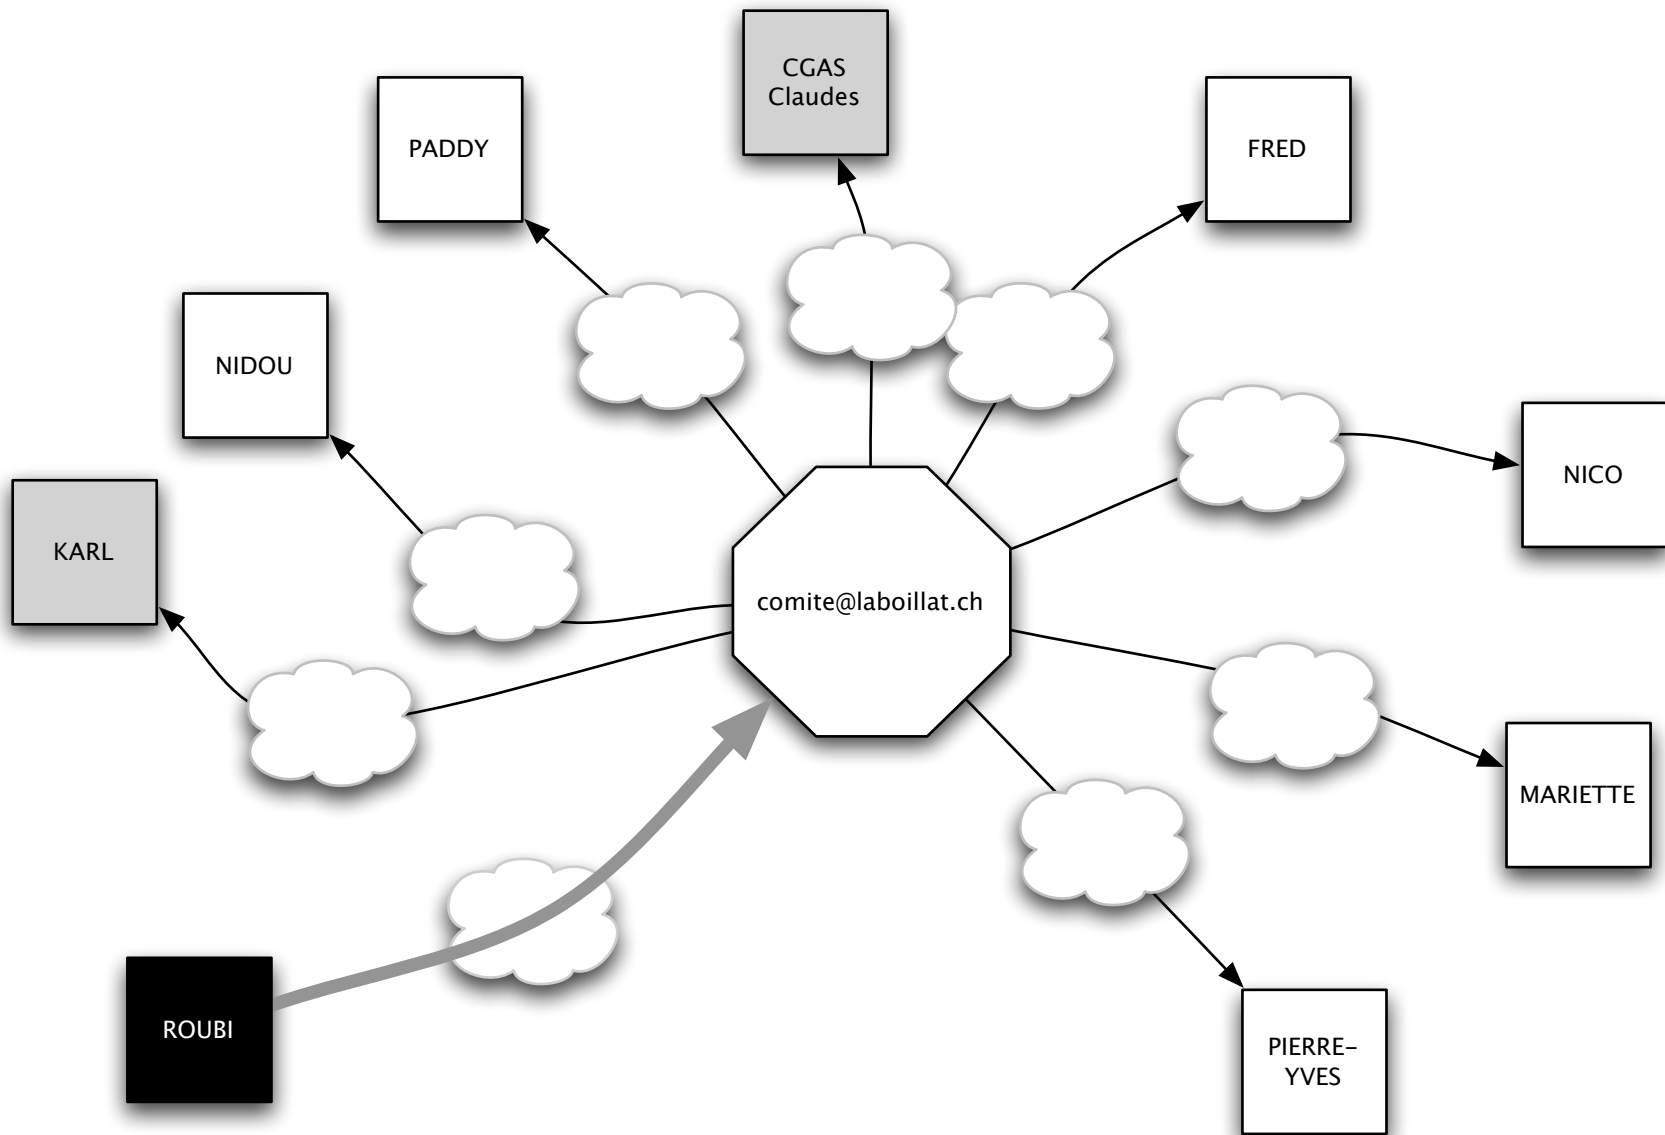 CGAS
Claudes
PADDY
FRED
NIDOU
NICO
KARL
comite@laboillat.ch
MARIETTE
ROUBI
PIERRE-
YVES